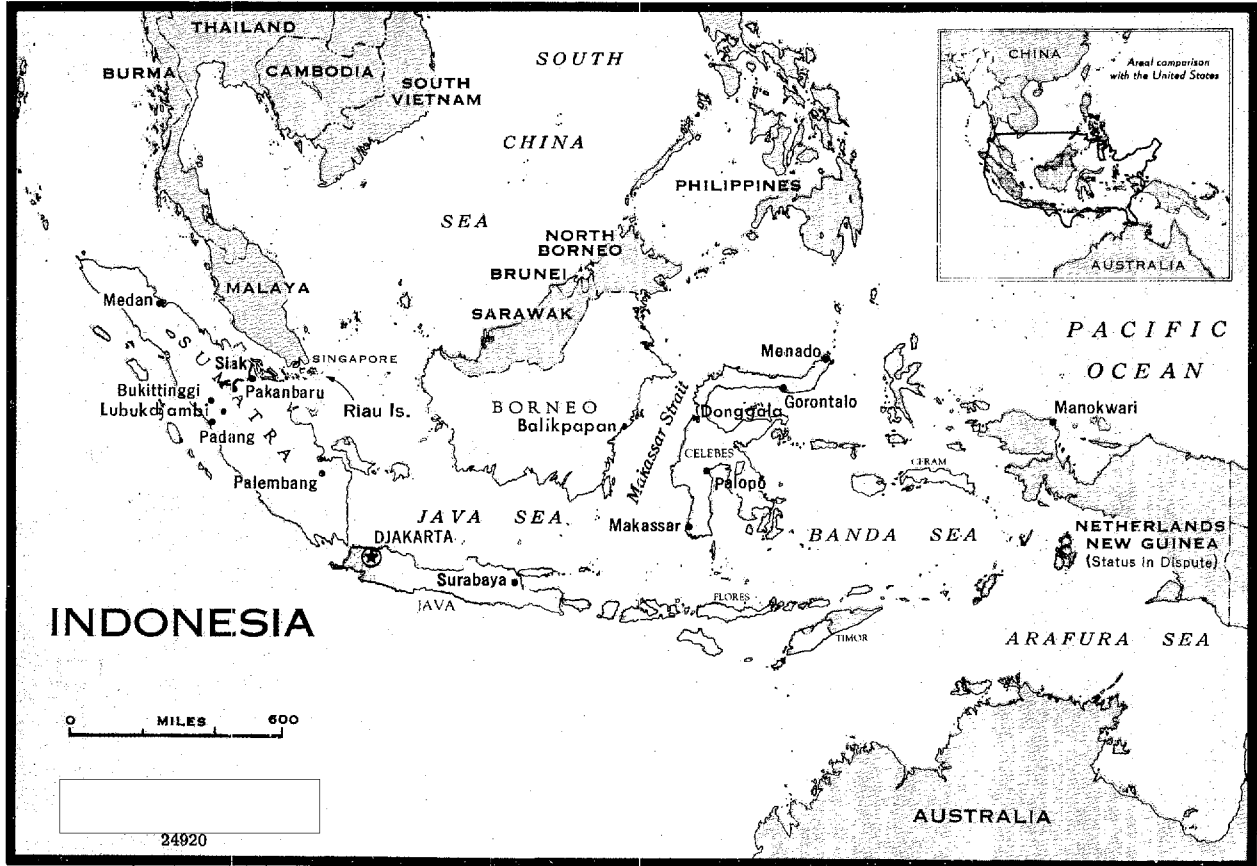 THAILAND
BURMA
CAMBODIA
SOUTH
VIETNAM
SOUTH
CHINA
SEA
PHILIPPINES
CHINA
Areal comparison
with the United States
AUSTRALIA
NORTH
BORNEO
BRUNEI
SARAWAK
MALAYA
Medan
SUMATRA
SINGAPORE
Siak
Bukittinggi
Pakanbaru
Lubukdjambi
Riau Is.
Padang
Palembang
BORNEO
Balikpapan
Makassar Strait
Menado
Gorontalo
Donggala
CELEBES
Palopo
Makassar
PACIFIC
OCEAN
Manokwari
CERAM
JAVA SEA
BANDA SEA
NETHERLANDS
NEW GUINEA
(Status in Dispute)
DJAKARTA
Surabaya
JAVA
FLORES
TIMOR
ARAFURA SEA
INDONESIA
0 MILES 600
AUSTRALIA
24920